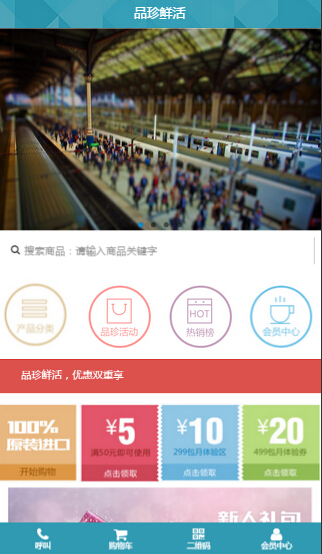 品珍鲜活
搜索商品：请输入商品关键字
产品分类
品珍活动
HOT
热销榜
会员中心
品珍鲜活，优惠双重享
100%
原装进口
开始购物
¥5
满50元即可使用
点击领取
¥10
299包月体验区
点击领取
¥20
499包月体验券
点击领取
新人礼包
呼叫
购物车
二维码
会员中心